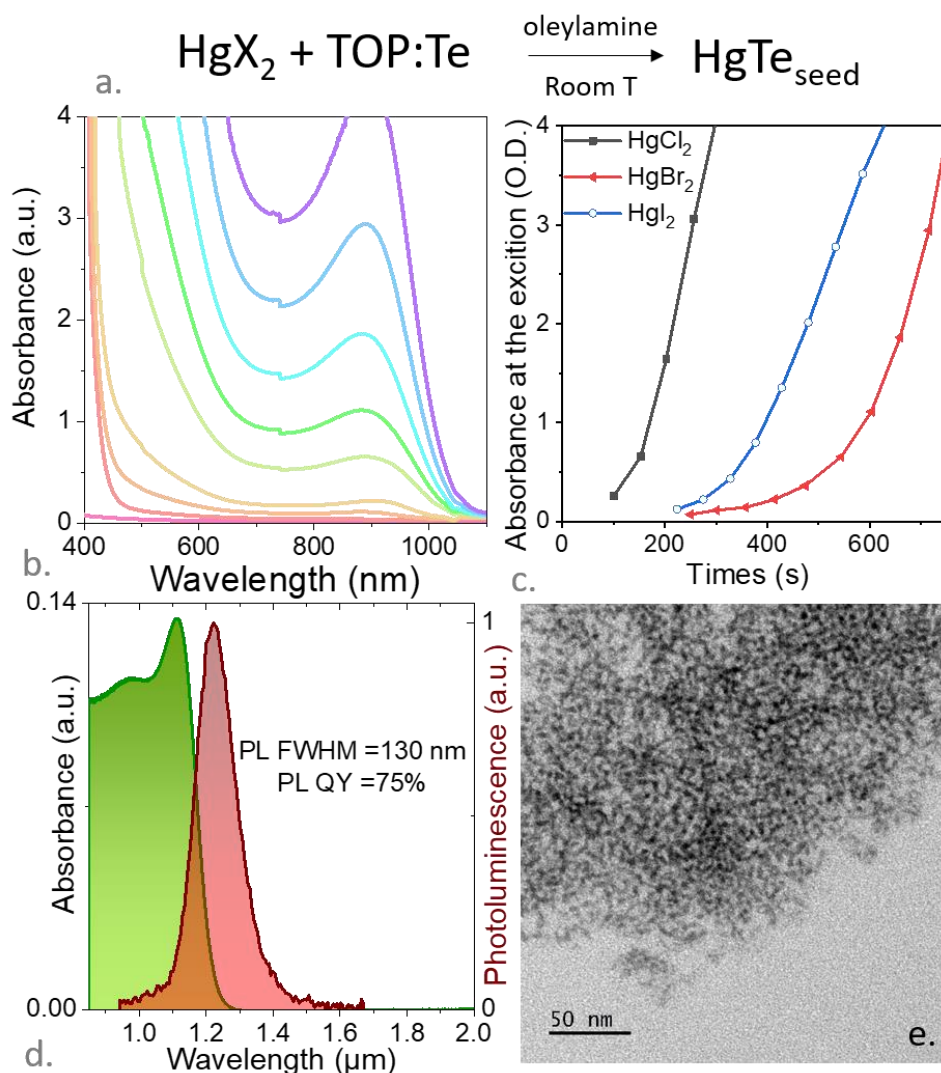 HgX₂ + TOP:Te
oleylamine
Room T
HgTe_seed
a.
4
3
2
1
0
400
600
800
1000
Absorbance (a.u.)
Wavelength (nm)
b.
HgCl₂
HgBr₂
HgI₂
4
3
2
1
0
0
200
400
600
Absorbance at the excition (O.D.)
Times (s)
c.
0.14
0.00
Absorbance (a.u.)
PL FWHM =130 nm
PL QY =75%
1
0
Photoluminescence (a.u.)
1.0
1.2
1.4
1.6
1.8
2.0
Wavelength (µm)
d.
50 nm
e.